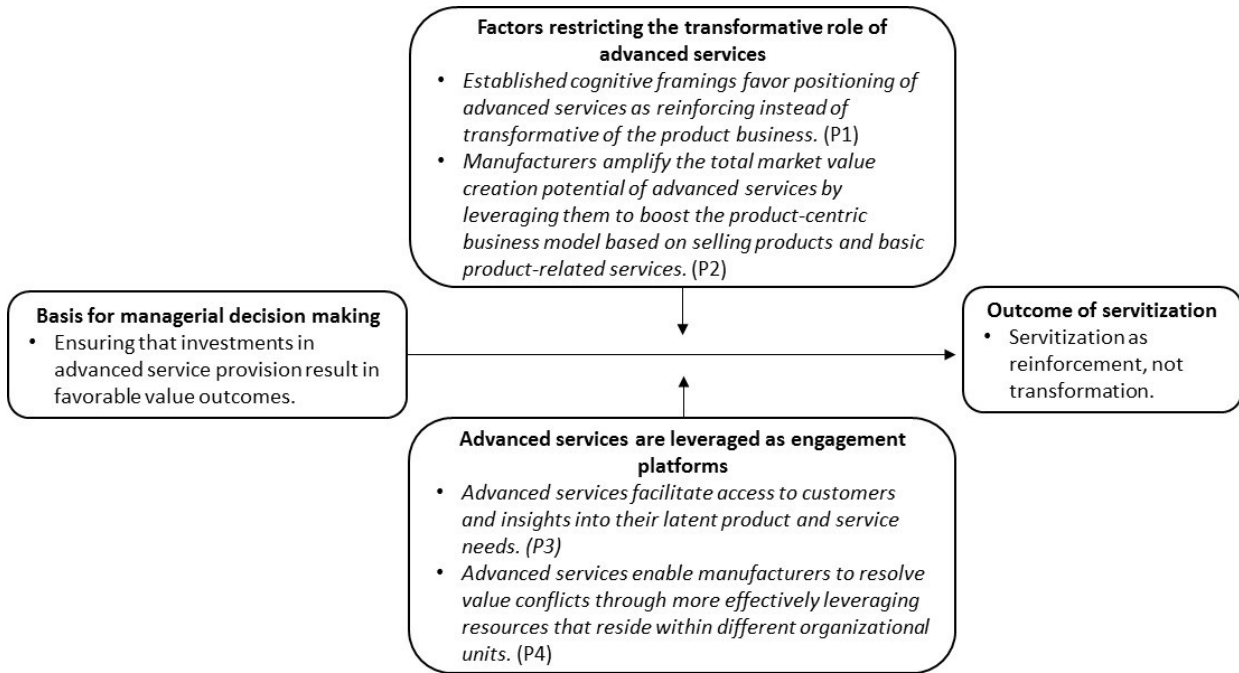 Factors restricting the transformative role of
advanced services
• Established cognitive framings favor positioning of
advanced services as reinforcing instead of
transformative of the product business. (P1)
• Manufacturers amplify the total market value
creation potential of advanced services by
leveraging them to boost the product-centric
business model based on selling products and basic
product-related services. (P2)
Basis for managerial decision making
• Ensuring that investments in
advanced service provision result in
favorable value outcomes.
Outcome of servitization
• Servitization as
reinforcement, not
transformation.
Advanced services are leveraged as engagement
platforms
• Advanced services facilitate access to customers
and insights into their latent product and service
needs. (P3)
• Advanced services enable manufacturers to resolve
value conflicts through more effectively leveraging
resources that reside within different organizational
units. (P4)